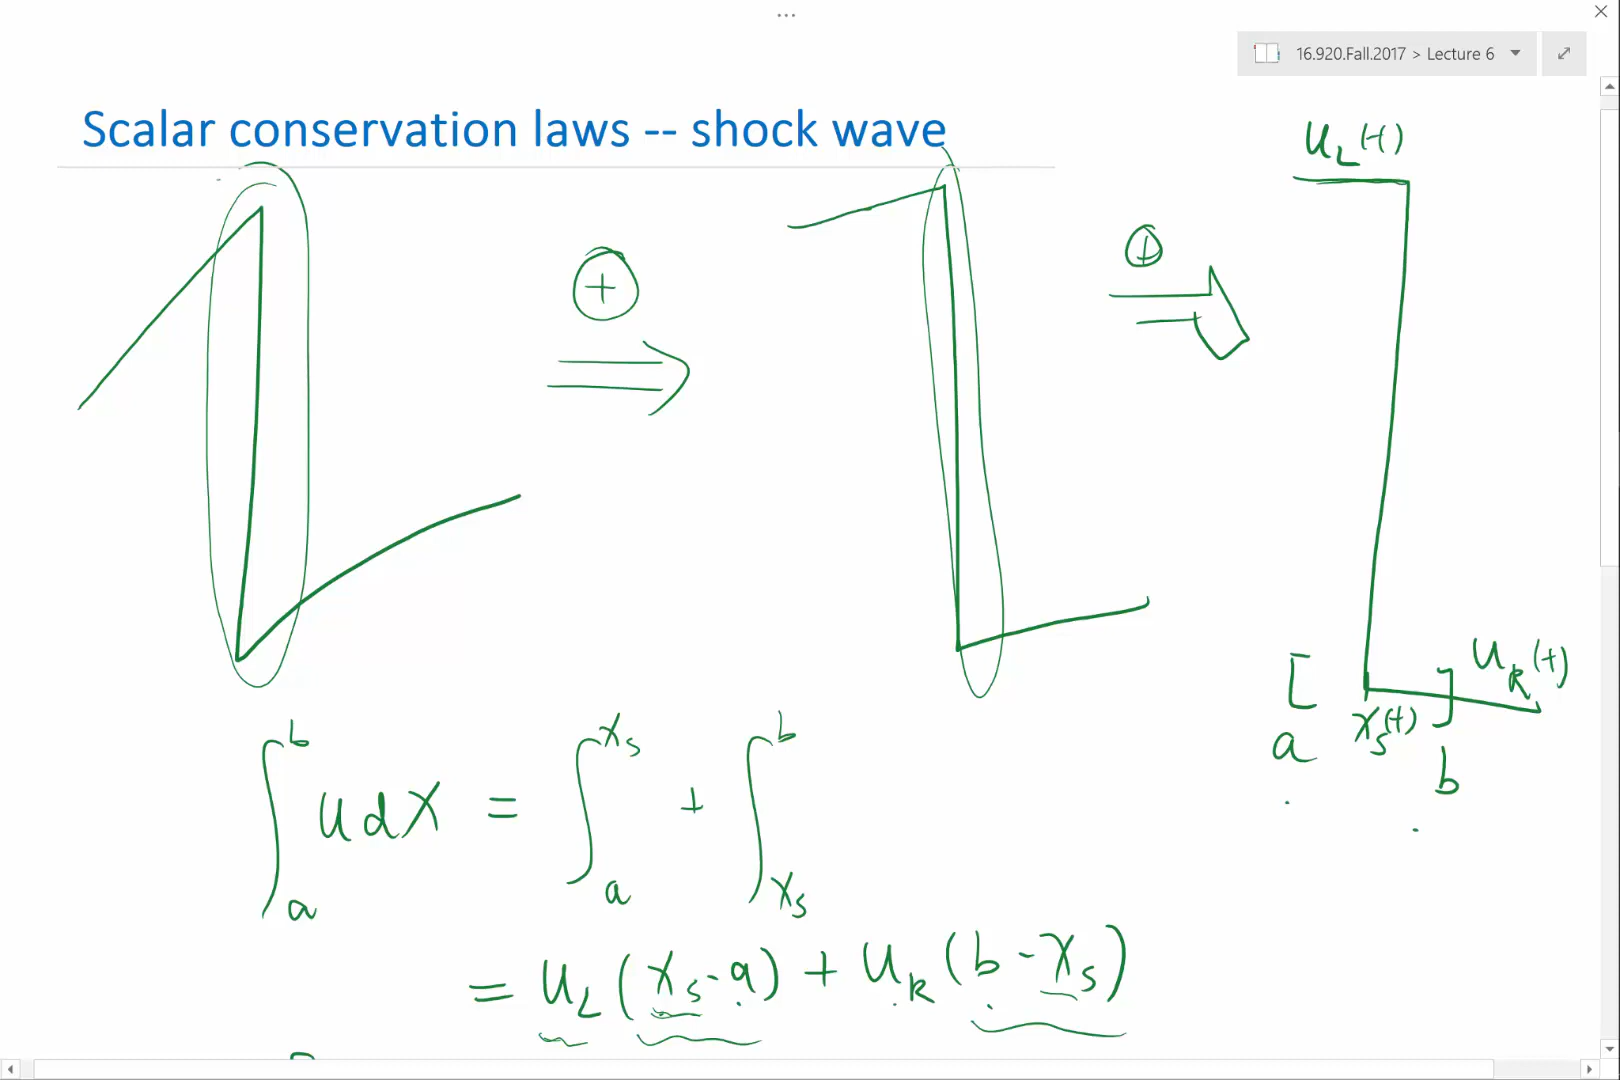 16.920.Fall.2017 > Lecture 6
Scalar conservation laws -- shock wave
u_L(t)
+
+
u_R(t)
[ ]
a x_s(t) b
∫_a^b u dx = ∫_a^{x_s} + ∫_{x_s}^b
= u_L (x_s - a) + u_R (b - x_s)